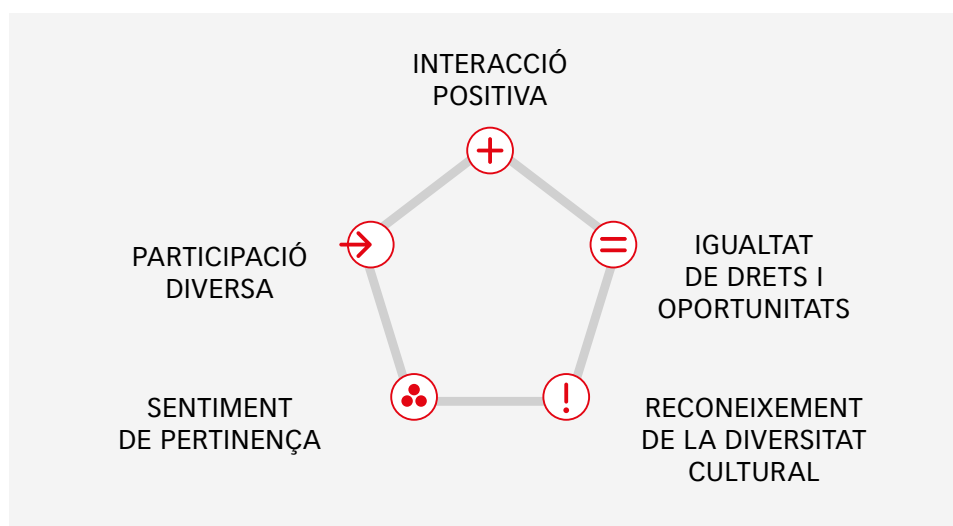 INTERACCIÓ
POSITIVA
PARTICIPACIÓ
DIVERSA
IGUALTAT
DE DRETS I
OPORTUNITATS
SENTIMENT
DE PERTINENÇA
RECONEIXEMENT
DE LA DIVERSITAT
CULTURAL